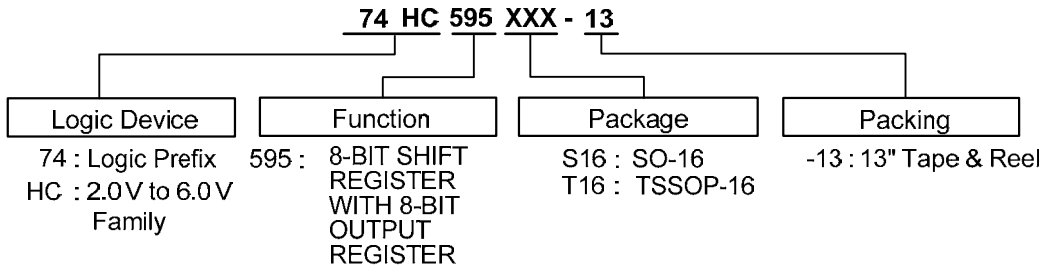 74 HC 595 XXX - 13
Logic Device
74 : Logic Prefix
HC : 2.0V to 6.0V
Family
Function
595 : 8-BIT SHIFT
REGISTER
WITH 8-BIT
OUTPUT
REGISTER
Package
S16 : SO-16
T16 : TSSOP-16
Packing
-13 : 13" Tape & Reel